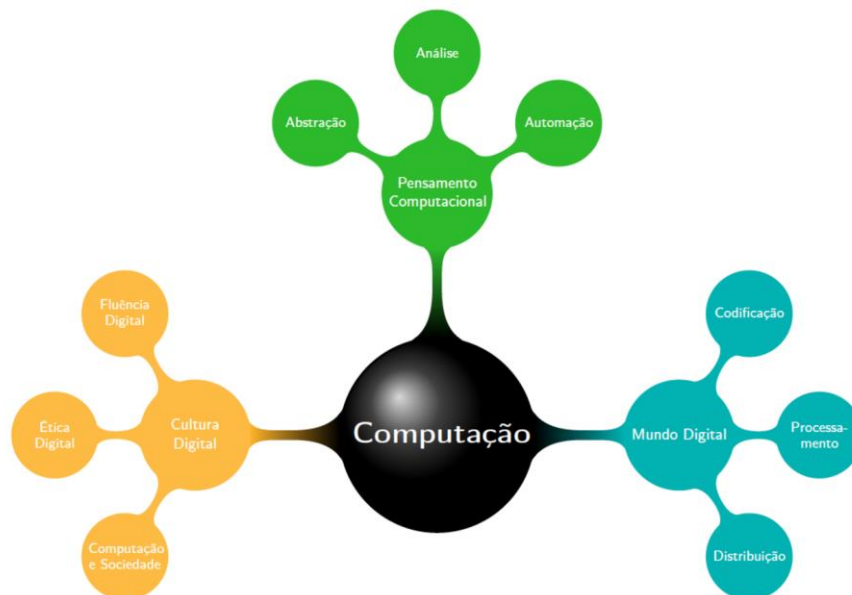 Análise
Abstração
Automação
Pensamento
Computacional
Fluência
Digital
Ética
Digital
Cultura
Digital
Computação
e Sociedade
Computação
Mundo Digital
Codificação
Processa-
mento
Distribuição